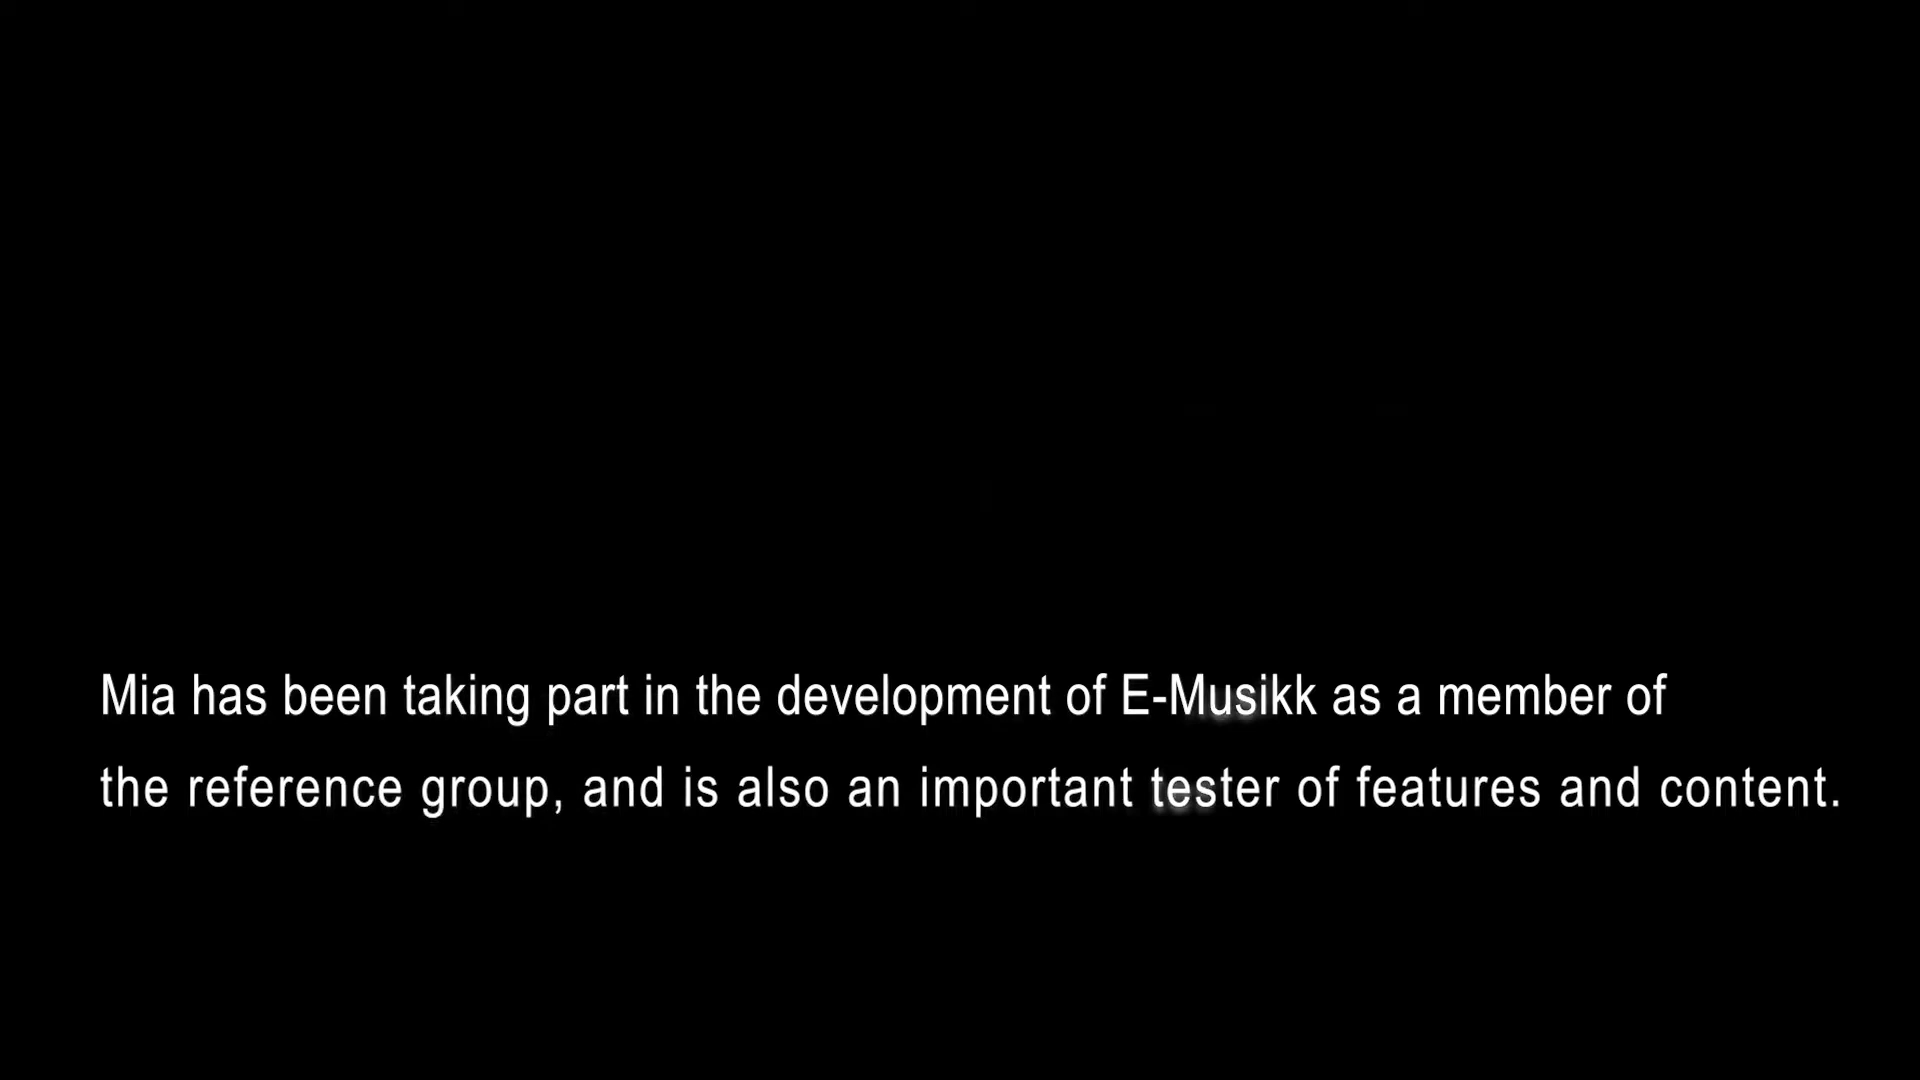 Mia has been taking part in the development of E-Musikk as a member of
the reference group, and is also an important tester of features and content.